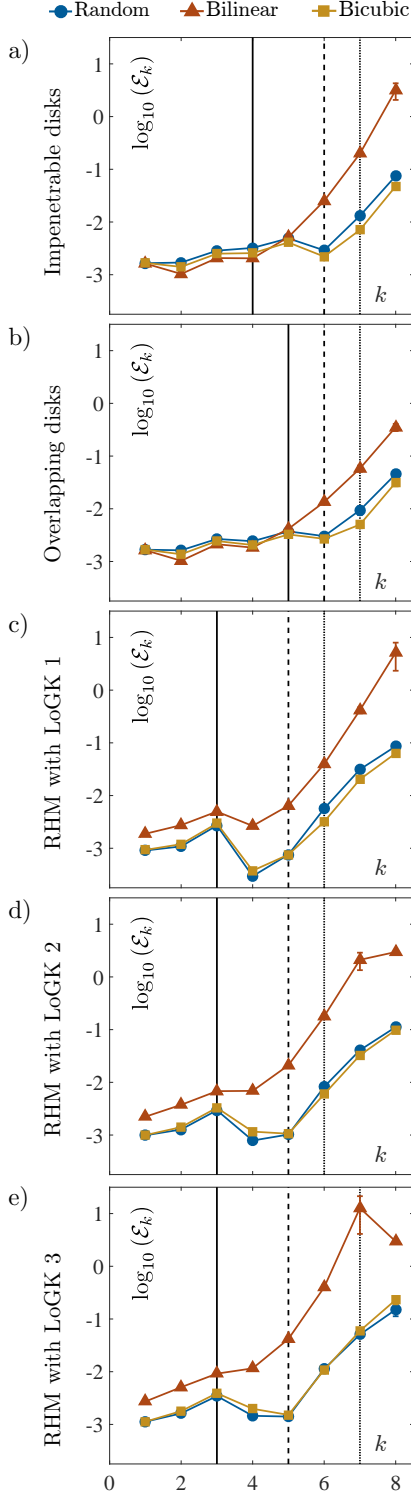 Random Bilinear Bicubic
a)
Impenetrable disks
log₁₀ (ℰₖ)
1
0
-1
-2
-3
k
b)
Overlapping disks
log₁₀ (ℰₖ)
1
0
-1
-2
-3
k
c)
RHM with LoGK 1
log₁₀ (ℰₖ)
1
0
-1
-2
-3
k
d)
RHM with LoGK 2
log₁₀ (ℰₖ)
1
0
-1
-2
-3
k
e)
RHM with LoGK 3
log₁₀ (ℰₖ)
1
0
-1
-2
-3
k
0 2 4 6 8